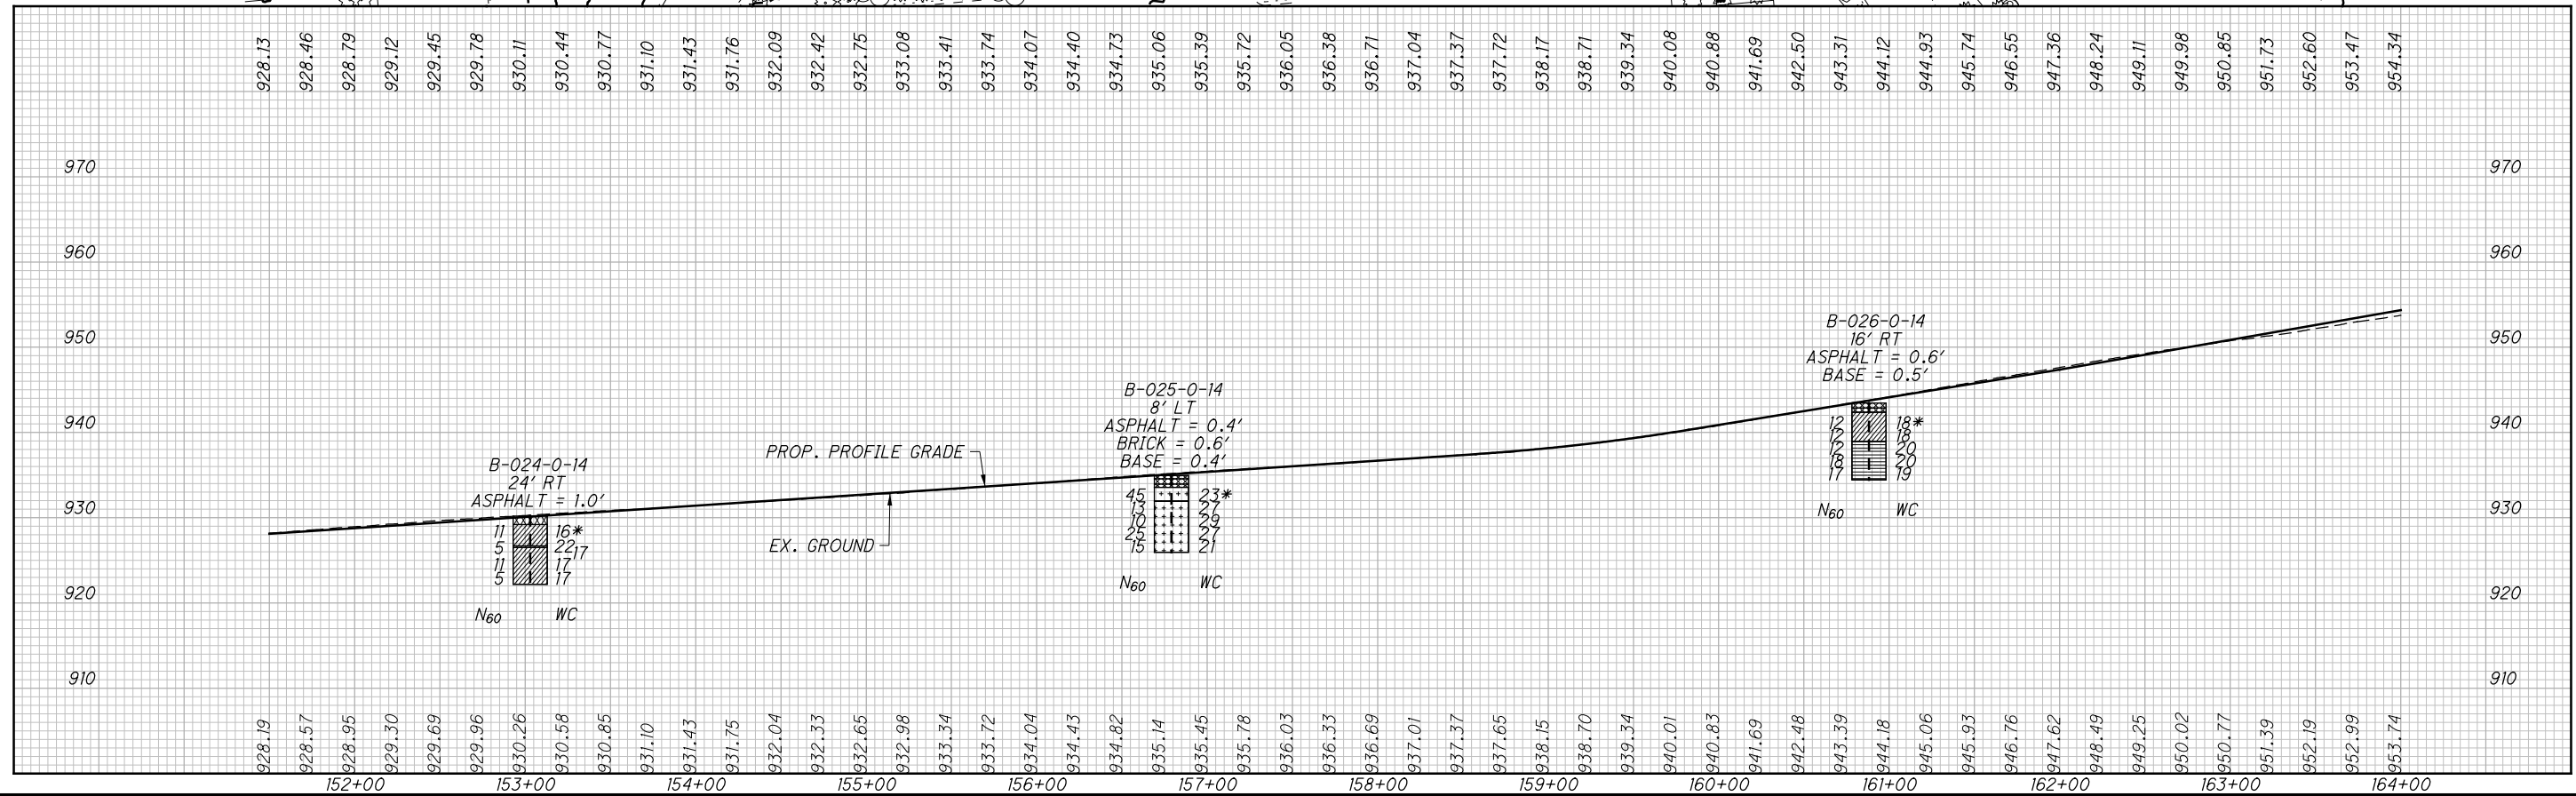 928.13 928.46 928.79 929.12 929.45 929.78 930.11 930.44 930.77 931.10 931.43 931.76 932.09 932.42 932.75 933.08 933.41 933.74 934.07 934.40 934.73 935.06 935.39 935.72 936.05 936.38 936.71 937.04 937.37 937.72 938.17 938.71 939.34 940.08 940.88 941.69 942.50 943.31 944.12 944.93 945.74 946.55 947.36 948.24 949.11 949.98 950.85 951.73 952.60 953.47 954.34
970 970
960 960
950 950
940 940
930 930
920 920
910 910
B-024-0-14
24' RT
ASPHALT = 1.0'
11 16*
5 22
17
11 17
5 17
N60 WC
PROP. PROFILE GRADE
EX. GROUND
B-025-0-14
8' LT
ASPHALT = 0.4'
BRICK = 0.6'
BASE = 0.4'
45 23*
13 27
10 29
25 27
15 21
N60 WC
B-026-0-14
16' RT
ASPHALT = 0.6'
BASE = 0.5'
12 18*
12 18
12 20
18 20
17 19
N60 WC
928.19 928.57 928.95 929.30 929.69 929.96 930.26 930.58 930.85 931.10 931.43 931.75 932.04 932.33 932.65 932.98 933.34 933.72 934.04 934.43 934.82 935.14 935.45 935.78 936.03 936.33 936.69 937.01 937.37 937.65 938.15 938.70 939.34 940.01 940.83 941.69 942.48 943.39 944.18 945.06 945.93 946.76 947.62 948.49 949.25 950.02 950.77 951.39 952.19 952.99 953.74
152+00 153+00 154+00 155+00 156+00 157+00 158+00 159+00 160+00 161+00 162+00 163+00 164+00